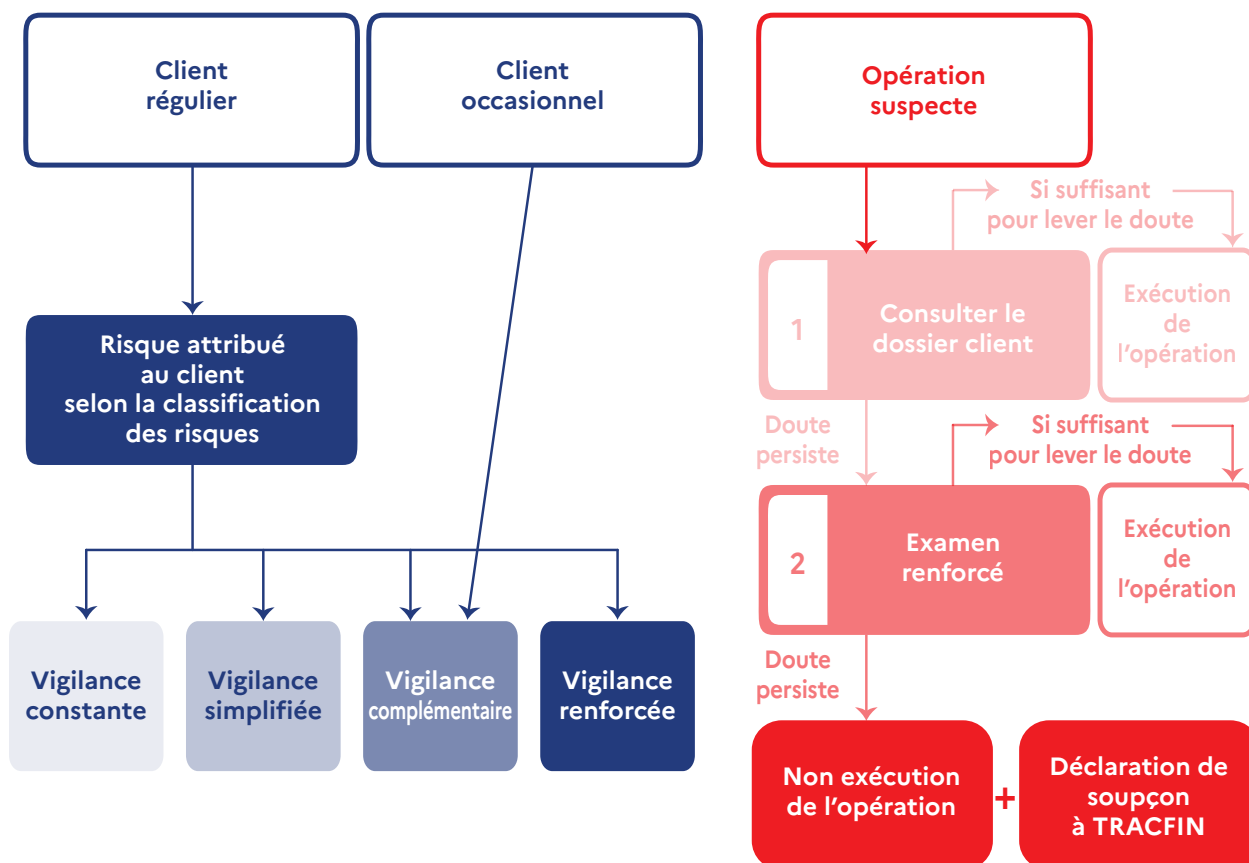 Client
régulier
Client
occasionnel
Risque attribué
au client
selon la classification
des risques
Vigilance
constante
Vigilance
simplifiée
Vigilance
complémentaire
Vigilance
renforcée
Opération
suspecte
Si suffisant
pour lever le doute
1
Consulter le
dossier client
Exécution
de
l'opération
Doute
persiste
Si suffisant
pour lever le doute
2
Examen
renforcé
Exécution
de
l'opération
Doute
persiste
Non exécution
de l'opération
+
Déclaration de
soupçon
à TRACFIN